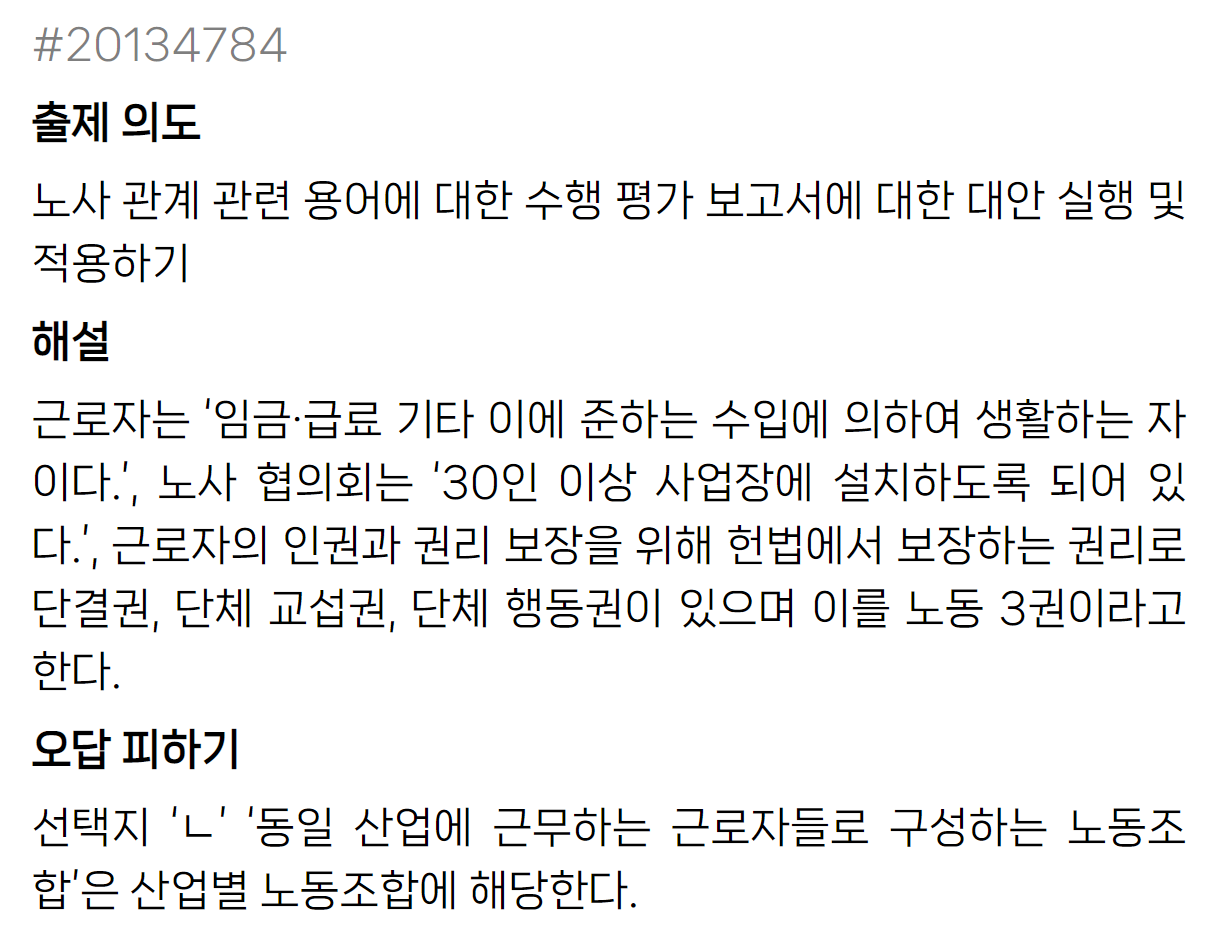 #20134784
출제 의도
노사 관계 관련 용어에 대한 수행 평가 보고서에 대한 대안 실행 및
적용하기
해설
근로자는 '임금·급료 기타 이에 준하는 수입에 의하여 생활하는 자
이다.', 노사 협의회는 '30인 이상 사업장에 설치하도록 되어 있
다.', 근로자의 인권과 권리 보장을 위해 헌법에서 보장하는 권리로
단결권, 단체 교섭권, 단체 행동권이 있으며 이를 노동 3권이라고
한다.
오답 피하기
선택지 'ㄴ' '동일 산업에 근무하는 근로자들로 구성하는 노동조
합'은 산업별 노동조합에 해당한다.